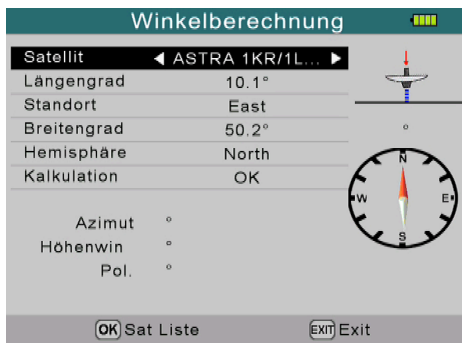 Winkelberechnung
Satellit ◀ ASTRA 1KR/1L... ▶
Längengrad 10.1°
Standort East
Breitengrad 50.2°
Hemisphäre North
Kalkulation OK
Azimut °
Höhenwin °
Pol. °
°
N
W E
S
OK Sat Liste EXIT Exit